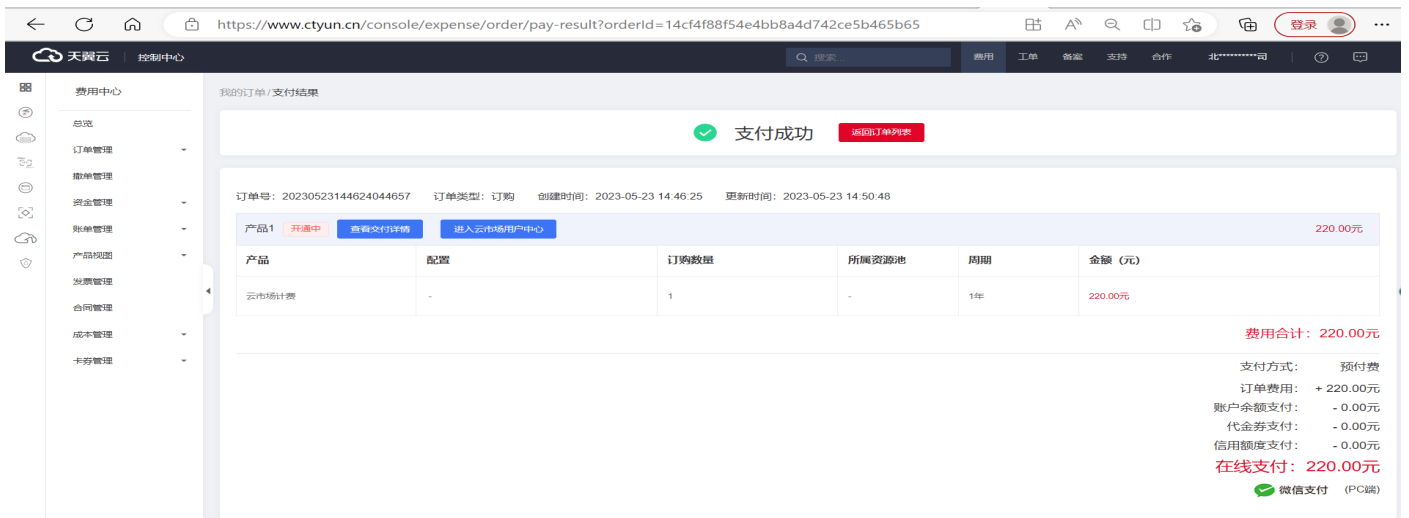 https://www.ctyun.cn/console/expense/order/pay-result?orderId=14cf4f88f54e4bb8a4d742ce5b465b65
登录
天翼云 控制中心
搜索...
费用 工单 备案 支持 合作 北**********司
费用中心
总览
订单管理
撤单管理
资金管理
账单管理
产品视图
发票管理
合同管理
成本管理
卡券管理
我的订单/支付结果
支付成功 返回订单列表
订单号: 20230523144624044657 订单类型: 订购 创建时间: 2023-05-23 14:46:25 更新时间: 2023-05-23 14:50:48
产品1 开通中 查看交付详情 进入云市场用户中心 220.00元
产品 配置 订购数量 所属资源池 周期 金额 (元)
云市场计费 - 1 - 1年 220.00元
费用合计: 220.00元
支付方式: 预付费
订单费用: + 220.00元
账户余额支付: - 0.00元
代金券支付: - 0.00元
信用额度支付: - 0.00元
在线支付: 220.00元
微信支付 (PC端)